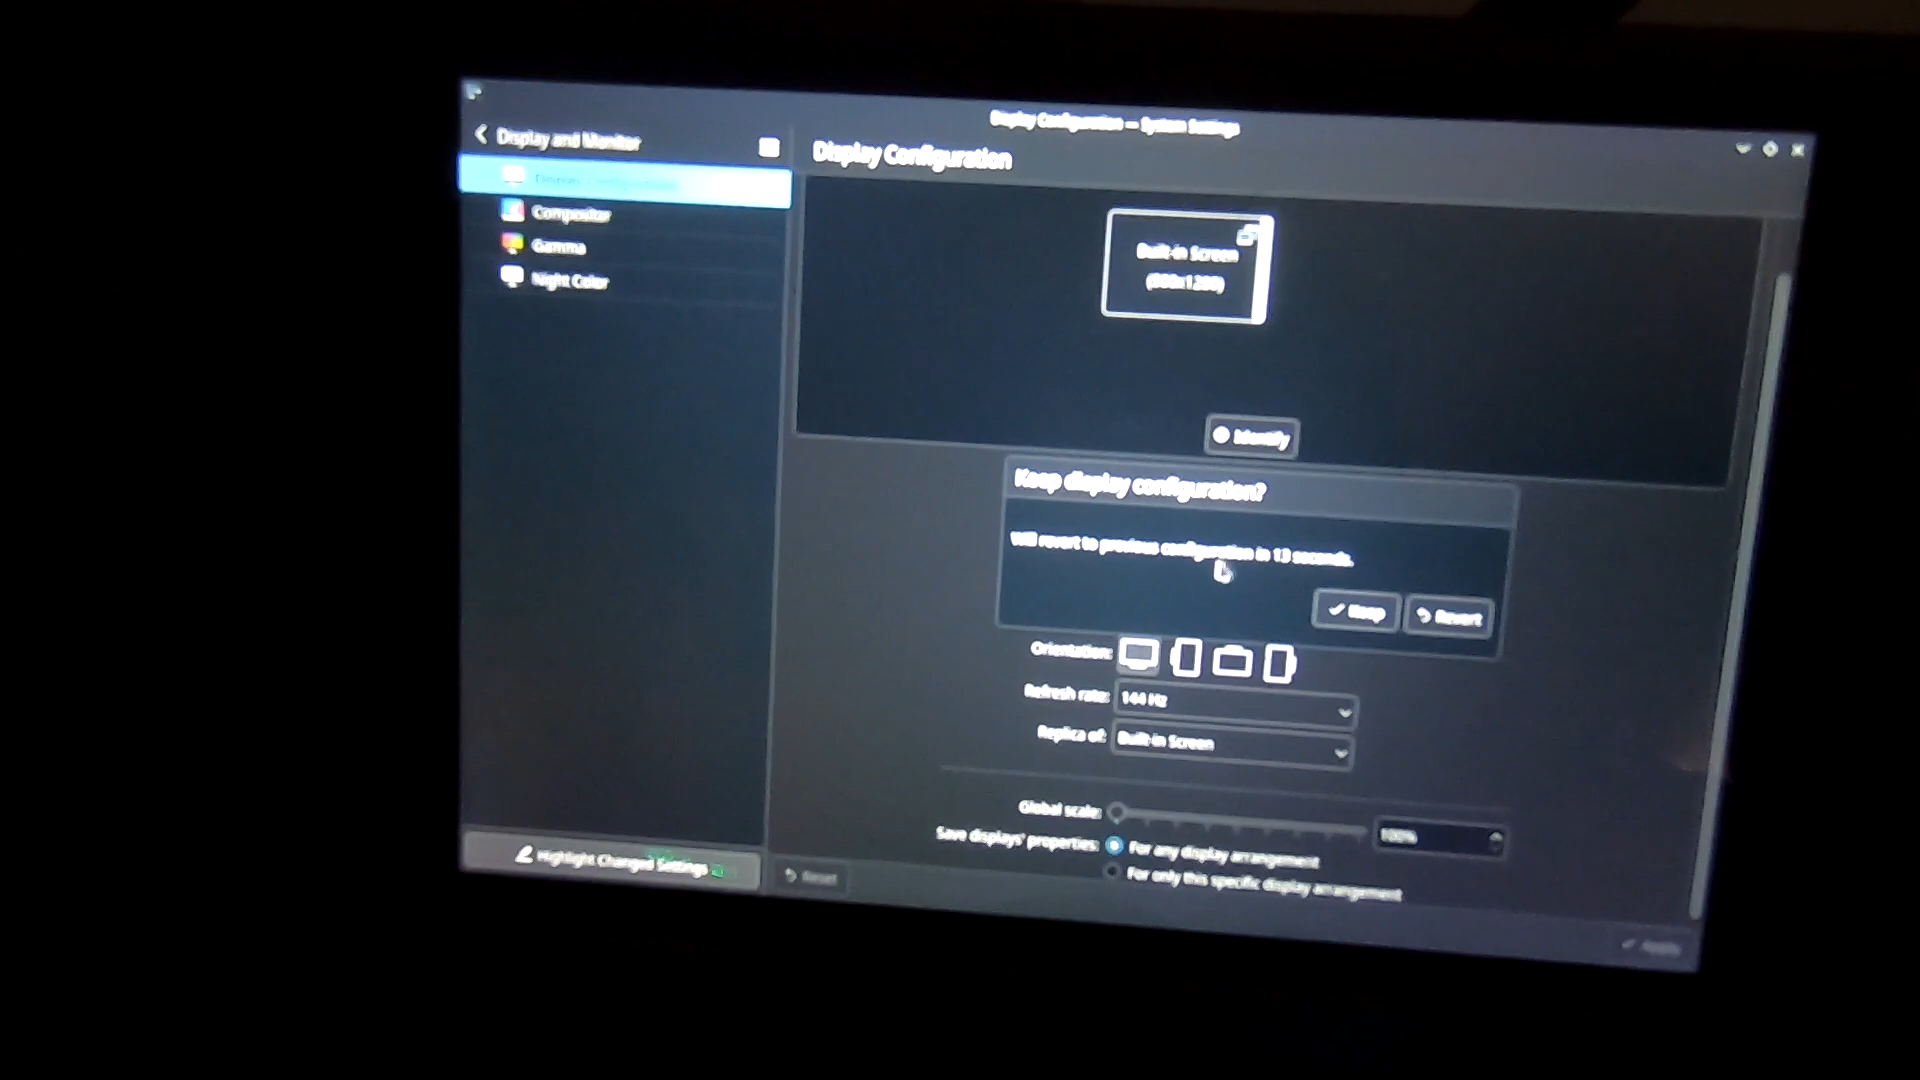 Display Configuration — System Settings
Display and Monitor
Display Configuration
Display Configuration
Compositor
Gamma
Night Color
Built-in Screen
(800x1280)
Identify
Keep display configuration?
Will revert to previous configuration in 13 seconds.
Keep
Revert
Orientation:
Refresh rate:
144 Hz
Replica of:
Built-in Screen
Global scale:
100%
Save displays' properties:
For any display arrangement
For only this specific display arrangement
Highlight Changed Settings
Reset
Apply